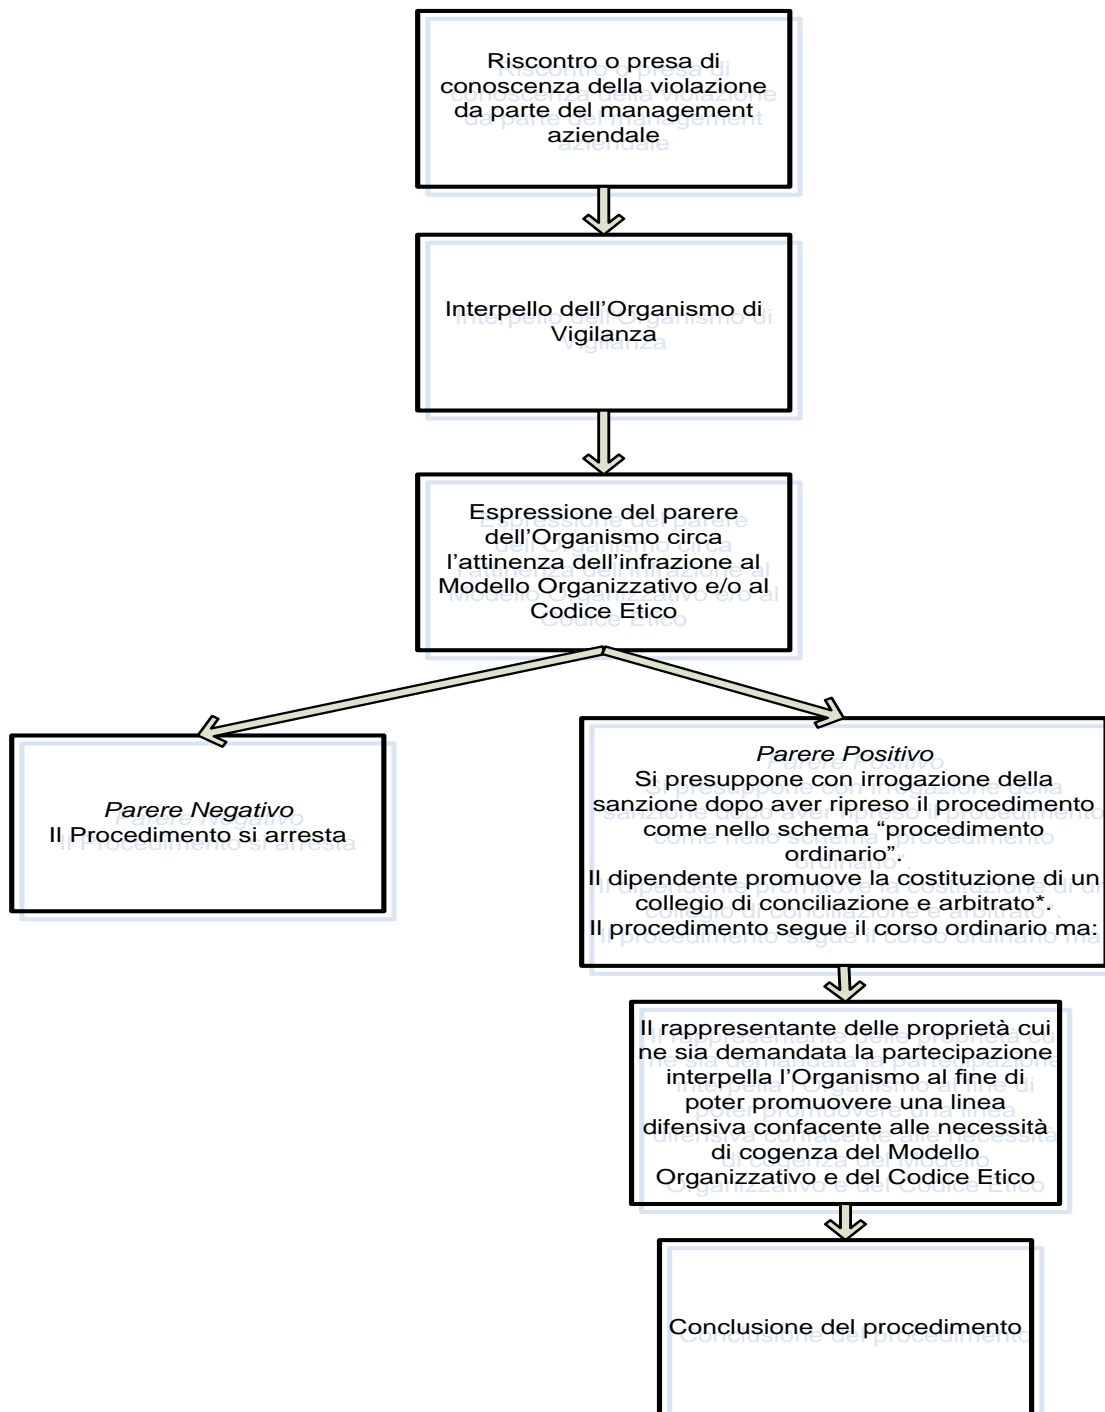 Riscontro o presa di
conoscenza della violazione
da parte del management
aziendale
Interpello dell’Organismo di
Vigilanza
Espressione del parere
dell’Organismo circa
l’attinenza dell’infrazione al
Modello Organizzativo e/o al
Codice Etico
Parere Negativo
Il Procedimento si arresta
Parere Positivo
Si presuppone con irrogazione della
sanzione dopo aver ripreso il procedimento
come nello schema “procedimento
ordinario”.
Il dipendente promuove la costituzione di un
collegio di conciliazione e arbitrato*.
Il procedimento segue il corso ordinario ma:
Il rappresentante delle proprietà cui
ne sia demandata la partecipazione
interpella l’Organismo al fine di
poter promuovere una linea
difensiva confacente alle necessità
di cogenza del Modello
Organizzativo e del Codice Etico
Conclusione del procedimento